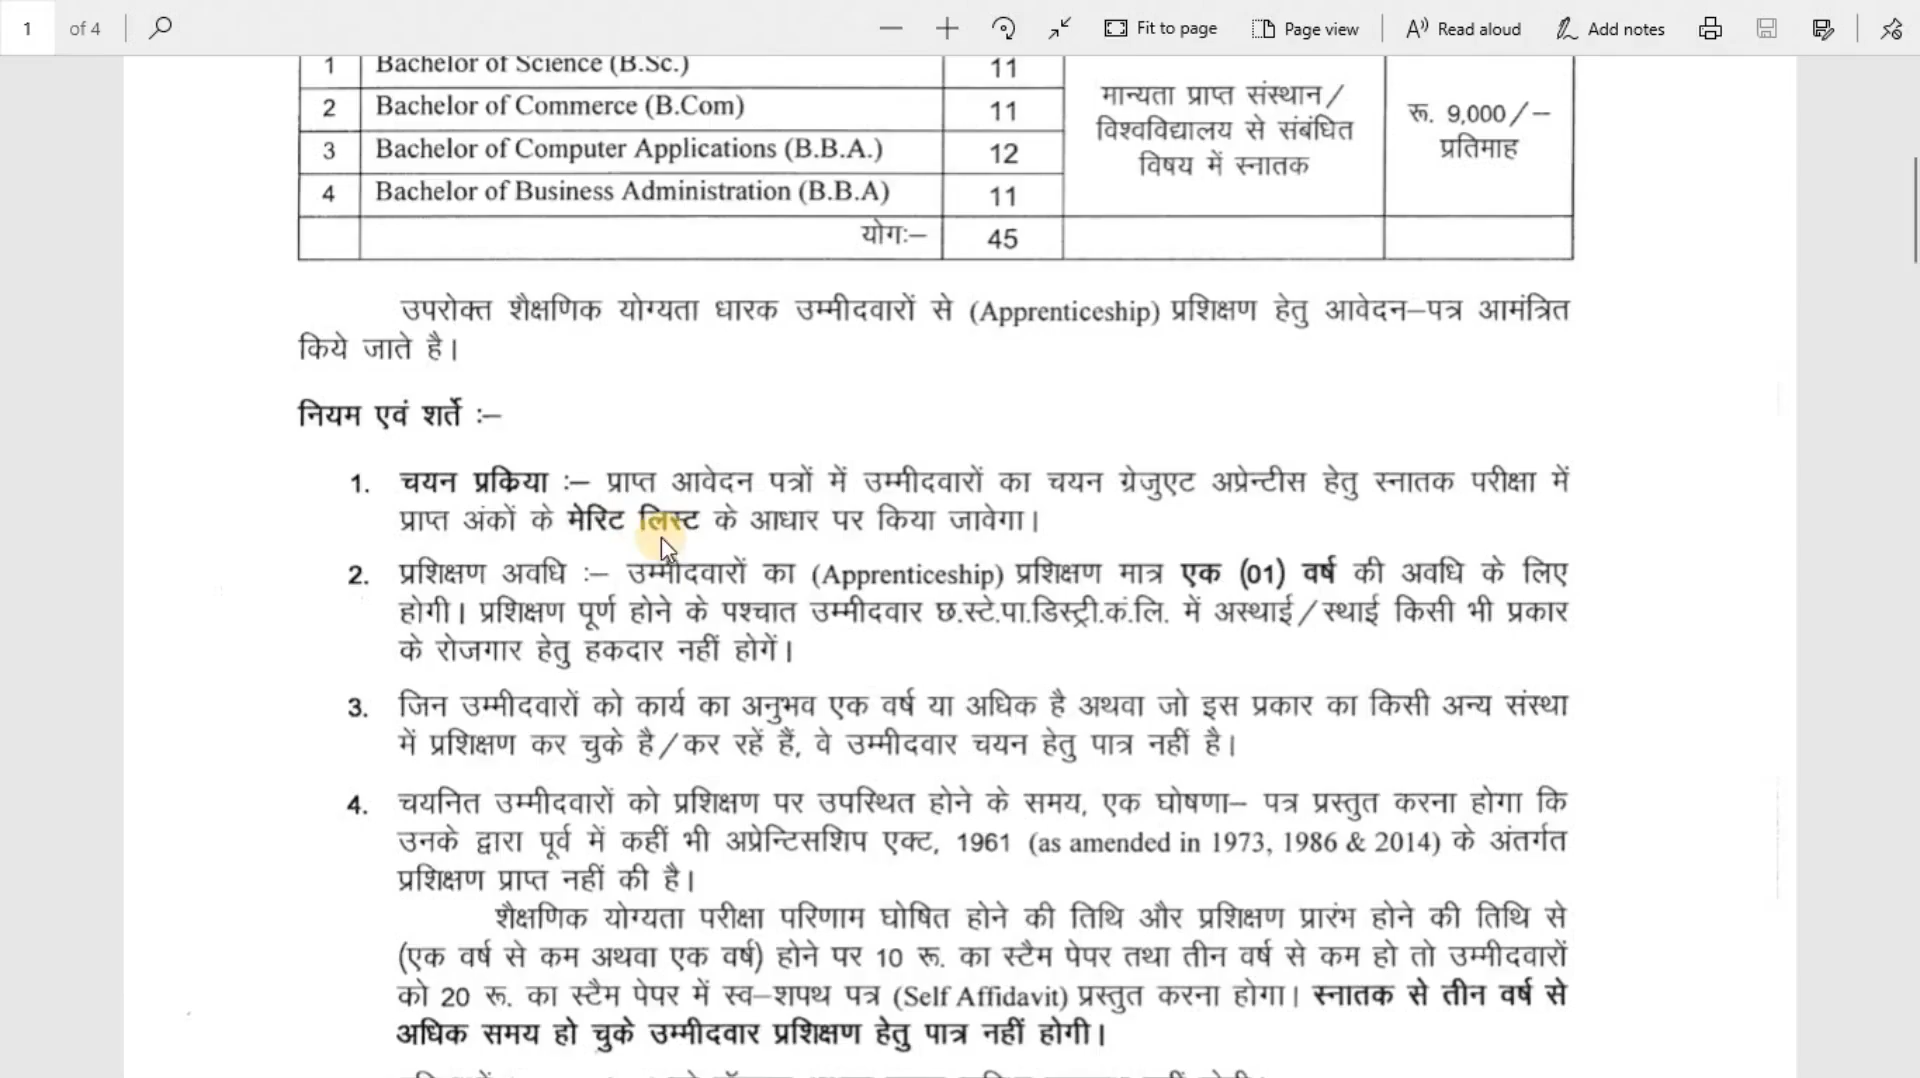 1 of 4 Fit to page Page view Read aloud Add notes
1 Bachelor of Science (B.Sc.) 11
2 Bachelor of Commerce (B.Com) 11
3 Bachelor of Computer Applications (B.B.A.) 12
4 Bachelor of Business Administration (B.B.A) 11
मान्यता प्राप्त संस्थान/
विश्वविद्यालय से संबंधित
विषय में स्नातक
रू. 9,000/–
प्रतिमाह
योगः– 45
उपरोक्त शैक्षणिक योग्यता धारक उम्मीदवारों से (Apprenticeship) प्रशिक्षण हेतु आवेदन–पत्र आमंत्रित
किये जाते है।
नियम एवं शर्ते :–
1. चयन प्रकिया :– प्राप्त आवेदन पत्रों में उम्मीदवारों का चयन ग्रेजुएट अप्रेन्टीस हेतु स्नातक परीक्षा में
प्राप्त अंकों के मेरिट लिस्ट के आधार पर किया जावेगा।
2. प्रशिक्षण अवधि :– उम्मीदवारों का (Apprenticeship) प्रशिक्षण मात्र एक (01) वर्ष की अवधि के लिए
होगी। प्रशिक्षण पूर्ण होने के पश्चात उम्मीदवार छ.स्टे.पा.डिस्ट्री.कं.लि. में अस्थाई/स्थाई किसी भी प्रकार
के रोजगार हेतु हकदार नहीं होगें।
3. जिन उम्मीदवारों को कार्य का अनुभव एक वर्ष या अधिक है अथवा जो इस प्रकार का किसी अन्य संस्था
में प्रशिक्षण कर चुके है/कर रहें हैं, वे उम्मीदवार चयन हेतु पात्र नहीं है।
4. चयनित उम्मीदवारों को प्रशिक्षण पर उपस्थित होने के समय, एक घोषणा– पत्र प्रस्तुत करना होगा कि
उनके द्वारा पूर्व में कहीं भी अप्रेन्टिसशिप एक्ट, 1961 (as amended in 1973, 1986 & 2014) के अंतर्गत
प्रशिक्षण प्राप्त नहीं की है।
शैक्षणिक योग्यता परीक्षा परिणाम घोषित होने की तिथि और प्रशिक्षण प्रारंभ होने की तिथि से
(एक वर्ष से कम अथवा एक वर्ष) होने पर 10 रू. का स्टैम पेपर तथा तीन वर्ष से कम हो तो उम्मीदवारों
को 20 रू. का स्टैम पेपर में स्व–शपथ पत्र (Self Affidavit) प्रस्तुत करना होगा। स्नातक से तीन वर्ष से
अधिक समय हो चुके उम्मीदवार प्रशिक्षण हेतु पात्र नहीं होगी।